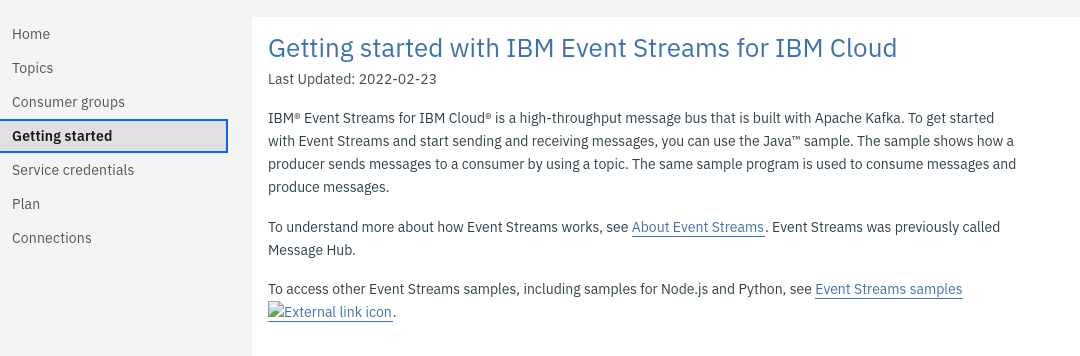 Home
Topics
Consumer groups
Getting started
Service credentials
Plan
Connections
Getting started with IBM Event Streams for IBM Cloud
Last Updated: 2022-02-23
IBM® Event Streams for IBM Cloud® is a high-throughput message bus that is built with Apache Kafka. To get started
with Event Streams and start sending and receiving messages, you can use the Java™ sample. The sample shows how a
producer sends messages to a consumer by using a topic. The same sample program is used to consume messages and
produce messages.
To understand more about how Event Streams works, see About Event Streams. Event Streams was previously called
Message Hub.
To access other Event Streams samples, including samples for Node.js and Python, see Event Streams samples
External link icon.